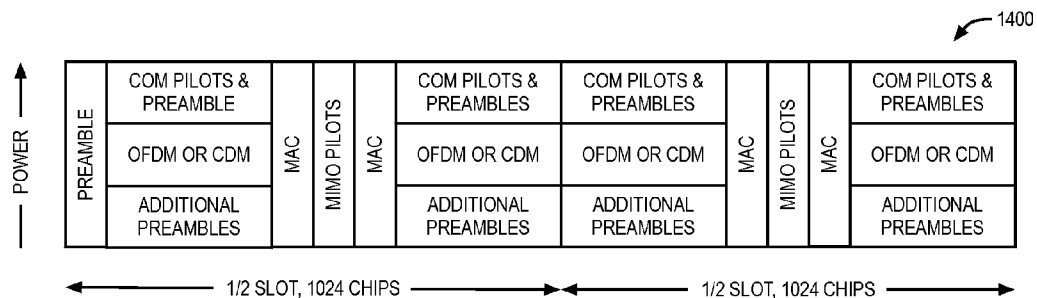 1400
POWER
PREAMBLE
COM PILOTS &
PREAMBLE
OFDM OR CDM
ADDITIONAL
PREAMBLES
MAC
MIMO PILOTS
MAC
COM PILOTS &
PREAMBLES
OFDM OR CDM
ADDITIONAL
PREAMBLES
COM PILOTS &
PREAMBLES
OFDM OR CDM
ADDITIONAL
PREAMBLES
MAC
MIMO PILOTS
MAC
COM PILOTS &
PREAMBLES
OFDM OR CDM
ADDITIONAL
PREAMBLES
1/2 SLOT, 1024 CHIPS
1/2 SLOT, 1024 CHIPS